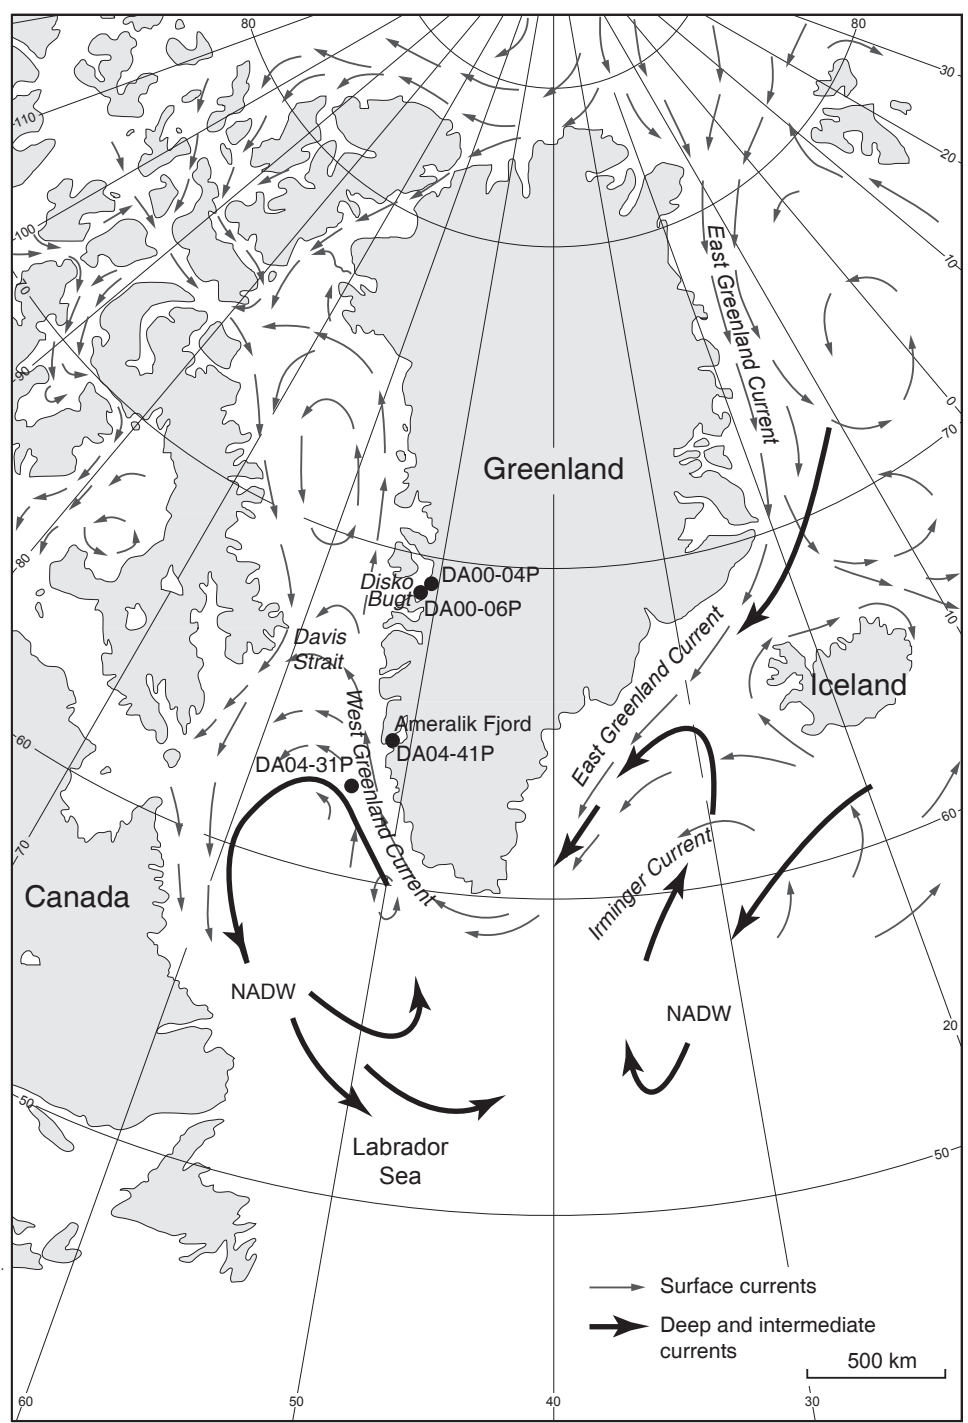 80
80
30
110
20
100
10
70
90
0
70
East Greenland Current
Greenland
80
10
DA00-04P
Disko
Bugt
DA00-06P
Davis
Strait
East Greenland Current
Iceland
West Greenland Current
Ameralik Fjord
DA04-41P
DA04-31P
60
60
70
Irminger Current
Canada
NADW
NADW
20
50
Labrador
Sea
50
Surface currents
Deep and intermediate
currents
500 km
60
50
40
30